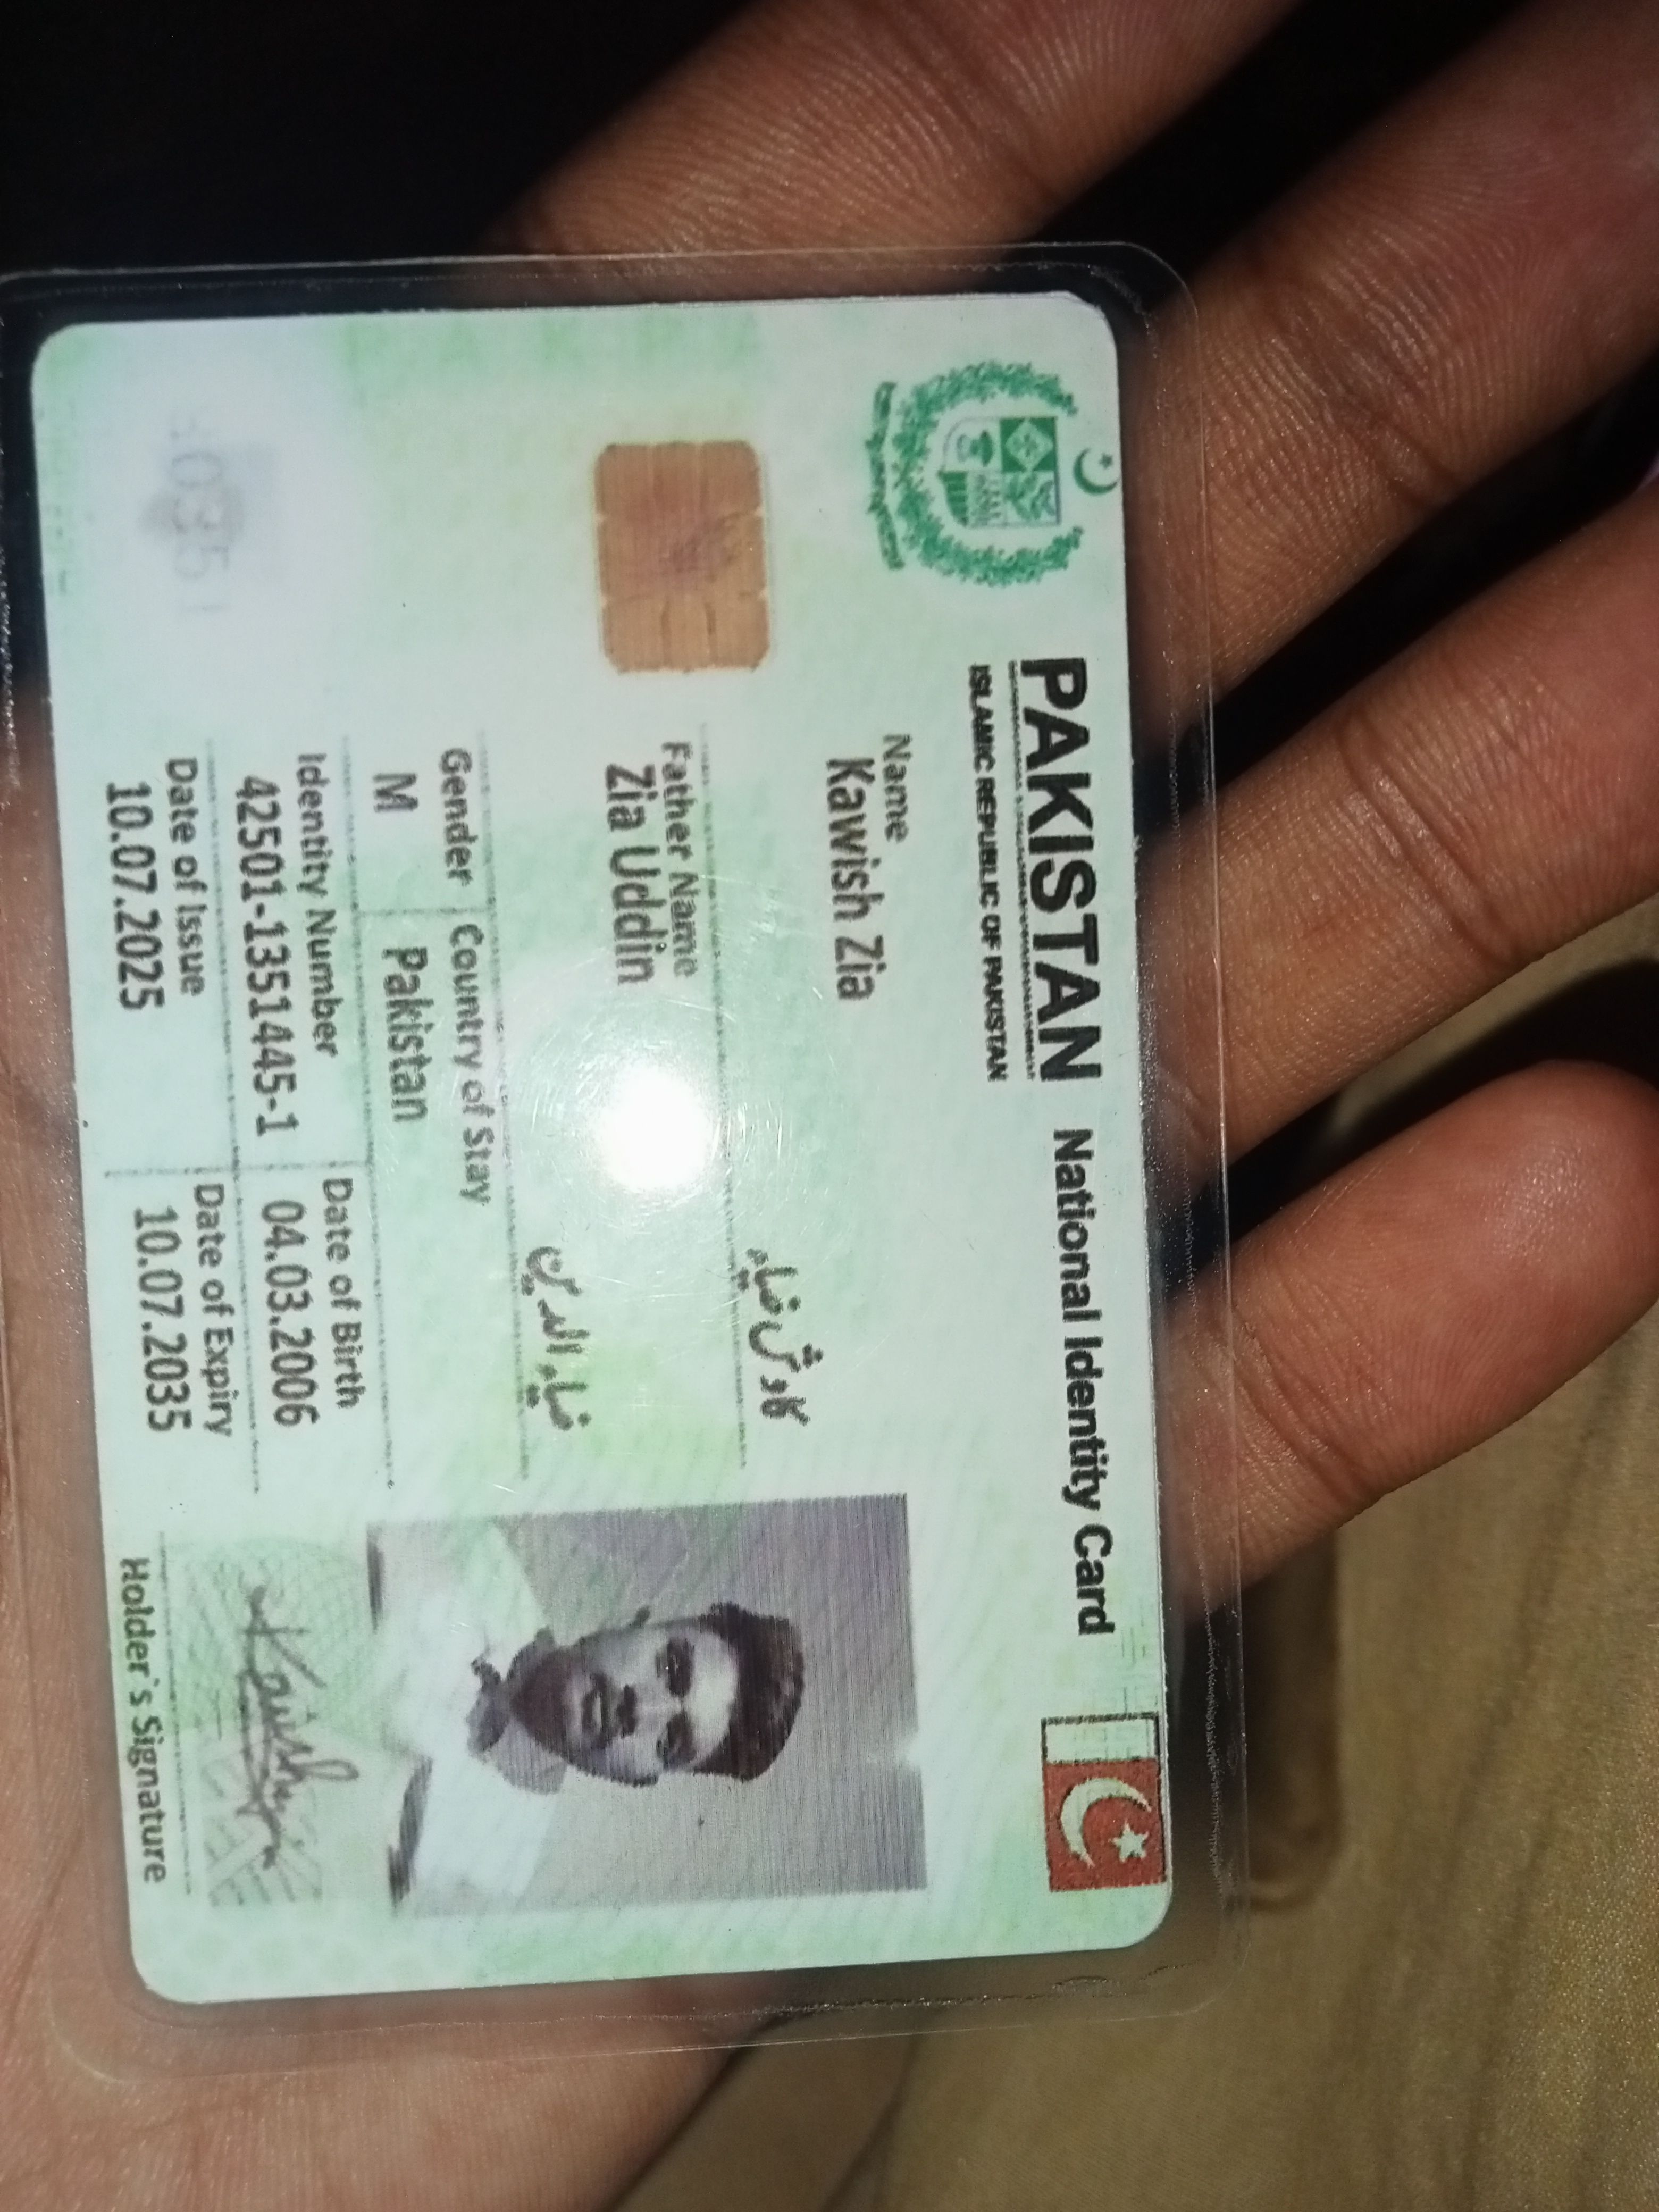 PAKISTAN National Identity Card
ISLAMIC REPUBLIC OF PAKISTAN
Name
Kawish Zia
کاوش ضیاء
Father Name
Zia Uddin
ضیاء الدین
Gender Country of Stay
M Pakistan
Identity Number Date of Birth
42501-1351445-1 04.03.2006
Date of Issue Date of Expiry
10.07.2025 10.07.2035
Holder's Signature